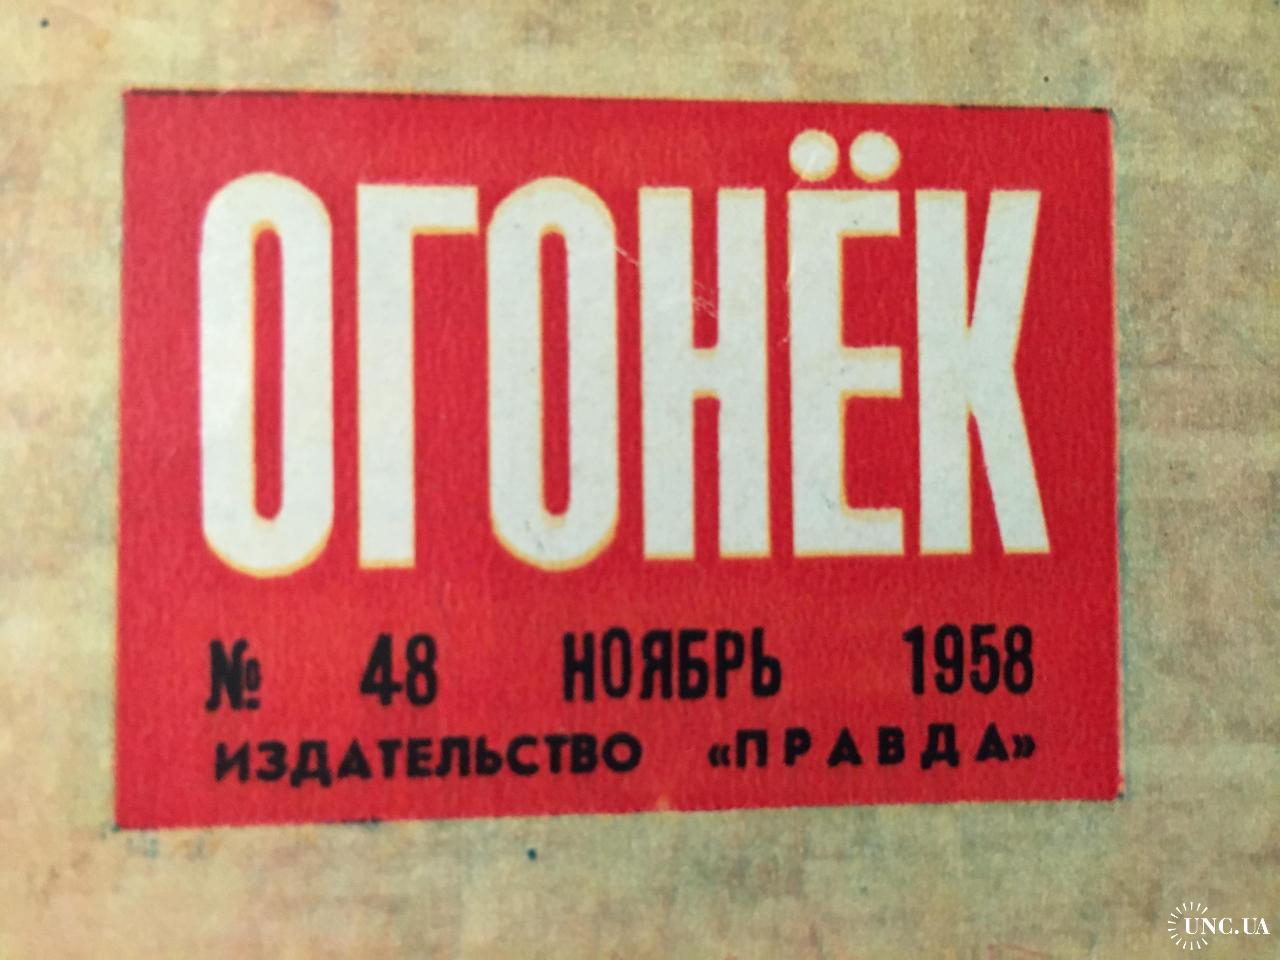 ОГОНЁК
№ 48 НОЯБРЬ 1958
ИЗДАТЕЛЬСТВО «ПРАВДА»
UNC.UA